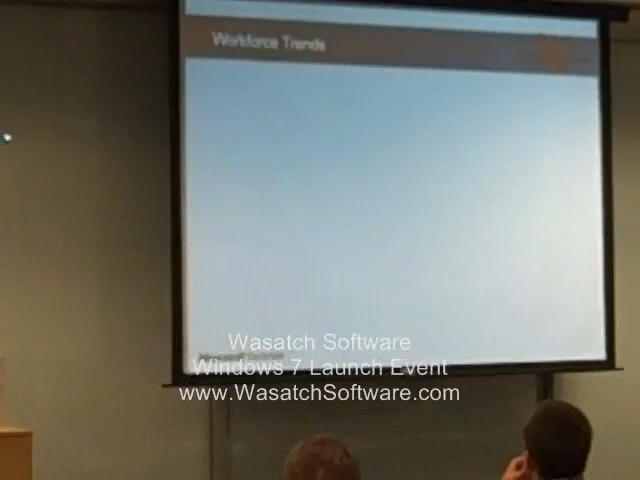 Workforce Trends
Wasatch Software
Windows 7 Launch Event
www.WasatchSoftware.com